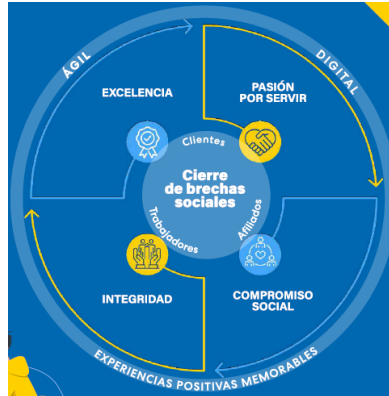 ÁGIL
DIGITAL
EXCELENCIA
PASIÓN
POR SERVIR
Clientes
Cierre
de brechas
sociales
Trabajadores
Afiliados
INTEGRIDAD
COMPROMISO
SOCIAL
EXPERIENCIAS POSITIVAS MEMORABLES